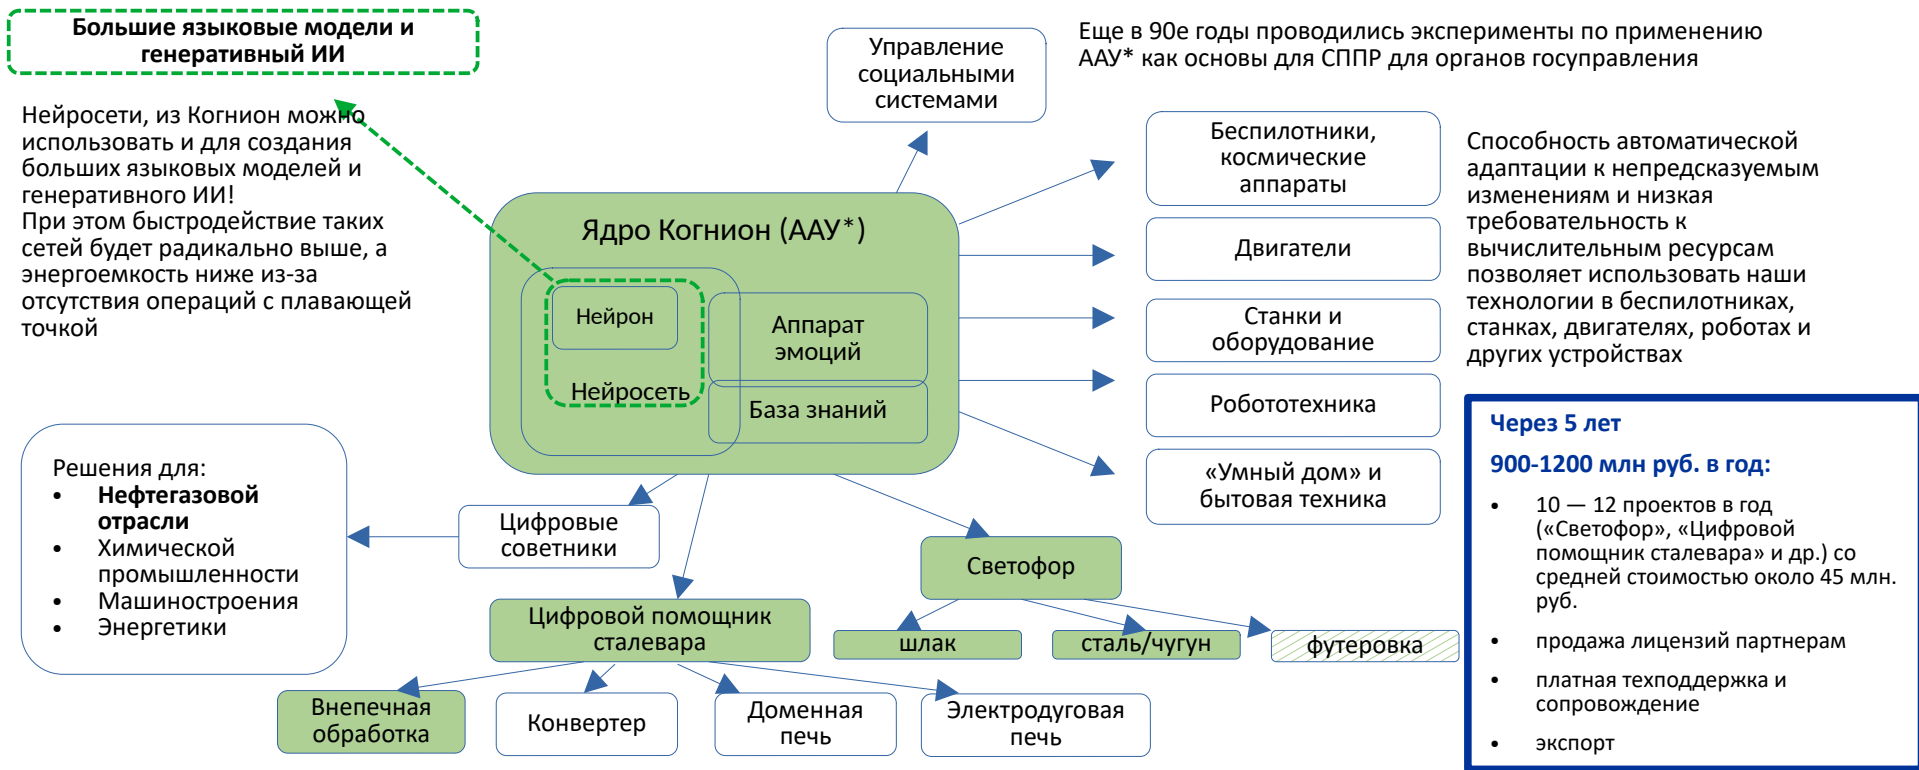 Большие языковые модели и
генеративный ИИ
Нейросети, из Когнион можно
использовать и для создания
больших языковых моделей и
генеративного ИИ!
При этом быстродействие таких
сетей будет радикально выше, а
энергоемкость ниже из-за
отсутствия операций с плавающей
точкой
Управление
социальными
системами
Еще в 90е годы проводились эксперименты по применению
ААУ* как основы для СППР для органов госуправления
Ядро Когнион (ААУ*)
Нейрон
Нейросеть
Аппарат
эмоций
База знаний
Беспилотники,
космические
аппараты
Двигатели
Станки и
оборудование
Робототехника
«Умный дом» и
бытовая техника
Способность автоматической
адаптации к непредсказуемым
изменениям и низкая
требовательность к
вычислительным ресурсам
позволяет использовать наши
технологии в беспилотниках,
станках, двигателях, роботах и
других устройствах
Решения для:
• Нефтегазовой
отрасли
• Химической
промышленности
• Машиностроения
• Энергетики
Цифровые
советники
Цифровой помощник
сталевара
Внепечная
обработка
Конвертер
Доменная
печь
Электродуговая
печь
Светофор
шлак
сталь/чугун
футеровка
Через 5 лет
900-1200 млн руб. в год:
• 10 — 12 проектов в год
(«Светофор», «Цифровой
помощник сталевара» и др.) со
средней стоимостью около 45 млн.
руб.
• продажа лицензий партнерам
• платная техподдержка и
сопровождение
• экспорт